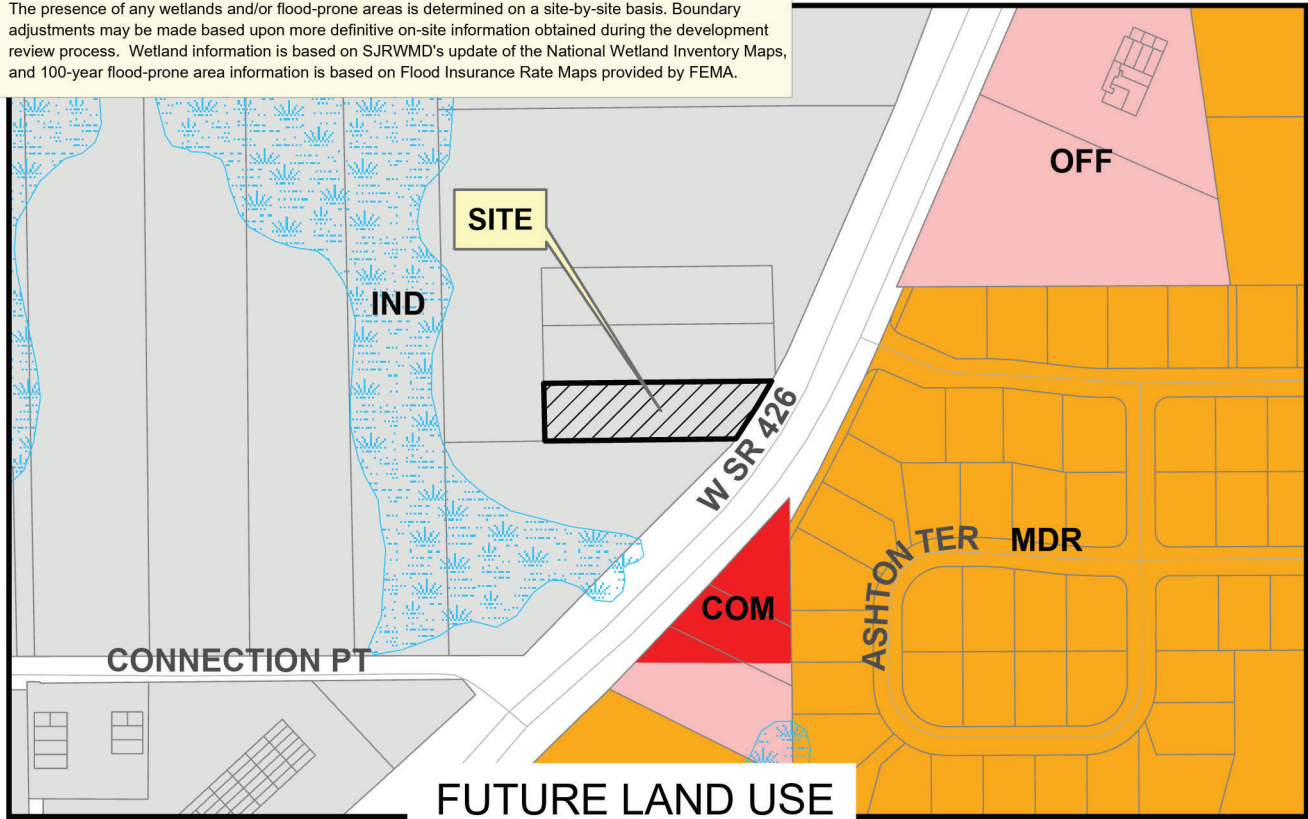 The presence of any wetlands and/or flood-prone areas is determined on a site-by-site basis. Boundary
adjustments may be made based upon more definitive on-site information obtained during the development
review process. Wetland information is based on SJRWMD's update of the National Wetland Inventory Maps,
and 100-year flood-prone area information is based on Flood Insurance Rate Maps provided by FEMA.
OFF
SITE
IND
W SR 426
ASHTON TER
MDR
COM
CONNECTION PT
FUTURE LAND USE